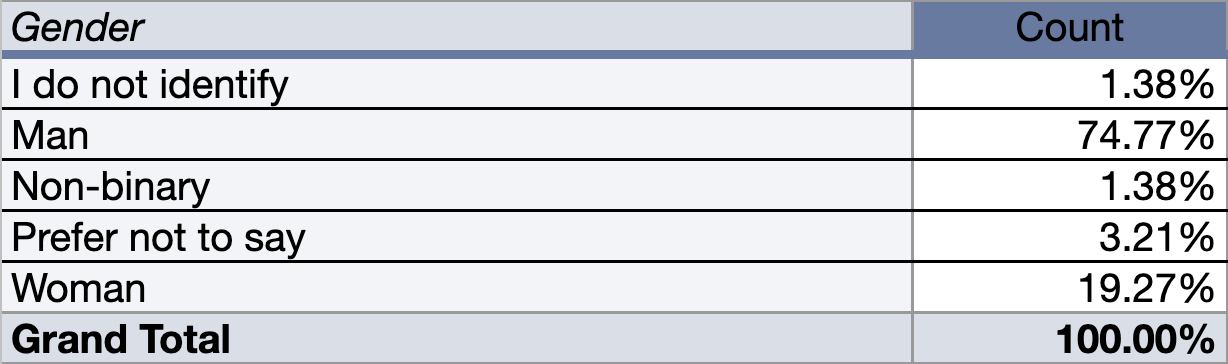 Gender Count
I do not identify 1.38%
Man 74.77%
Non-binary 1.38%
Prefer not to say 3.21%
Woman 19.27%
Grand Total 100.00%